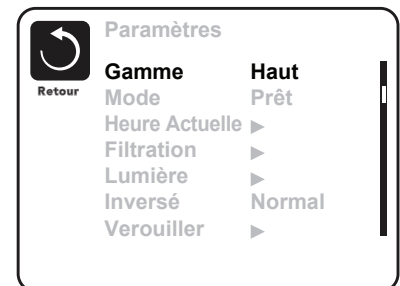 Paramètres
Retour
Gamme Haut
Mode Prêt
Heure Actuelle ▶
Filtration ▶
Lumière ▶
Inversé Normal
Verouiller ▶